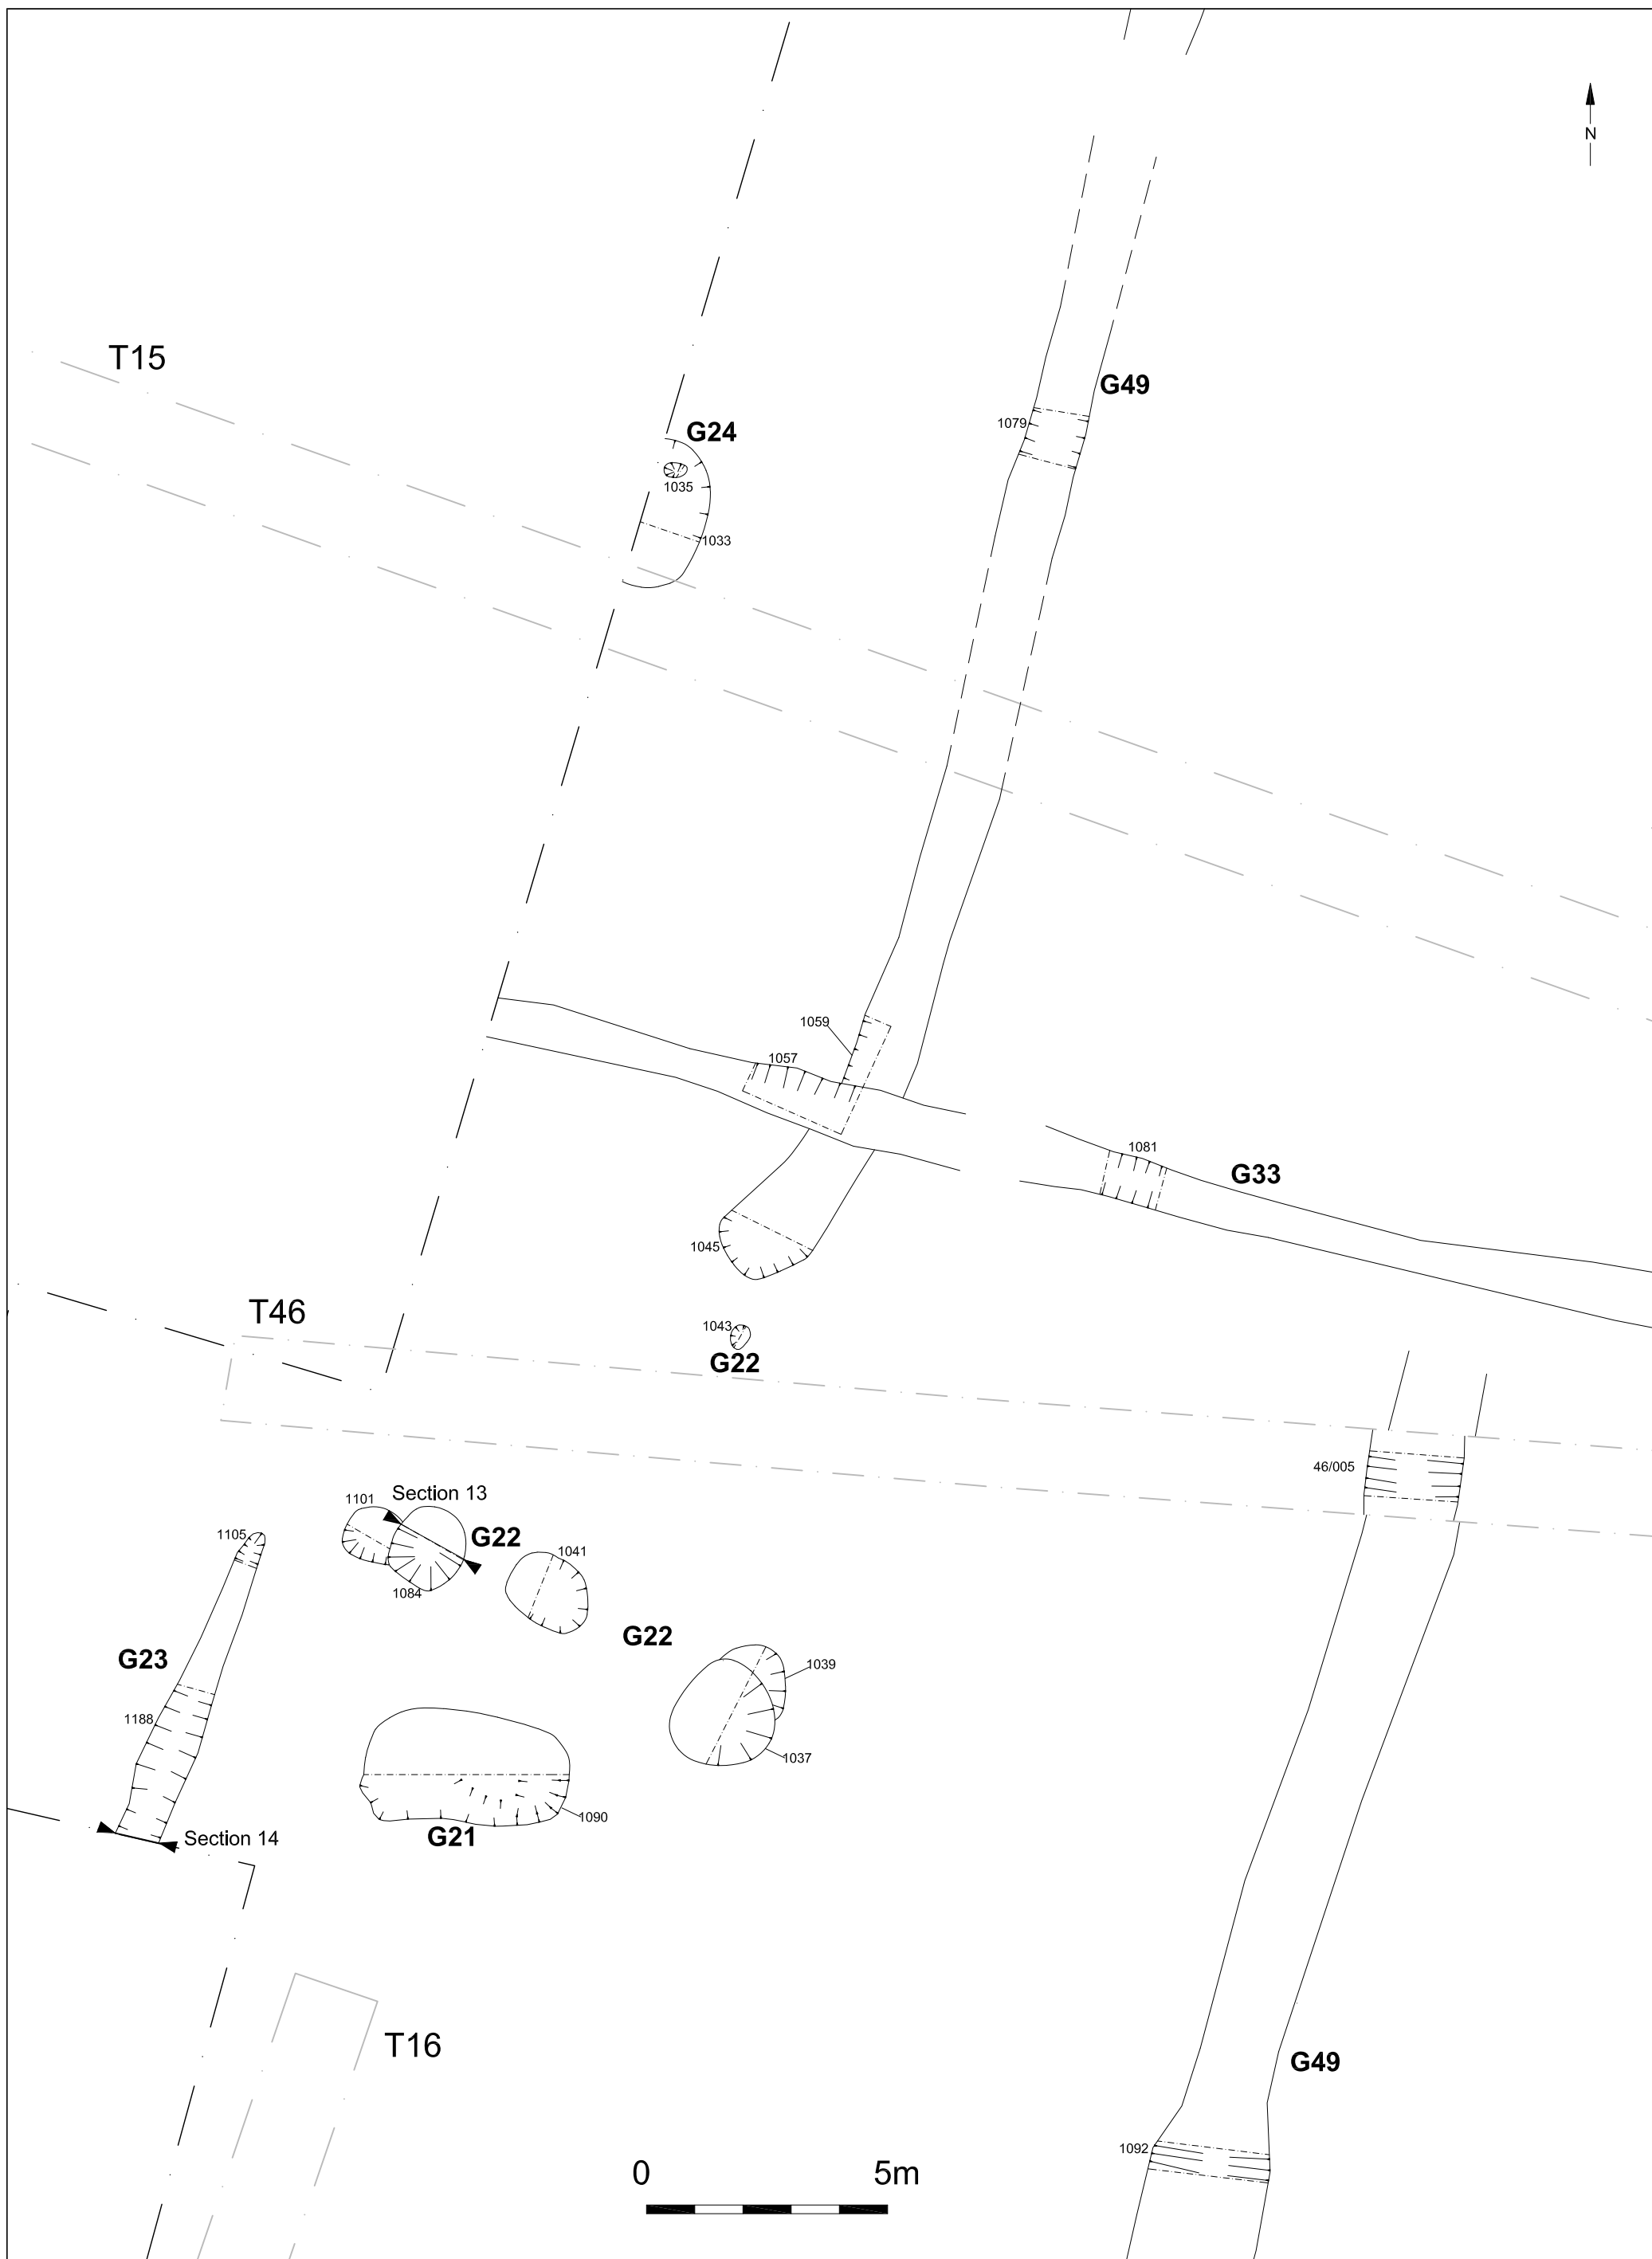 N
T15
G49
1079
G24
1035
1033
1059
1057
1081
G33
1045
T46
1043
G22
46/005
1101
Section 13
1105
G22
1041
1084
G22
G23
1039
1188
1037
1090
G21
Section 14
T16
G49
1092
0
5m